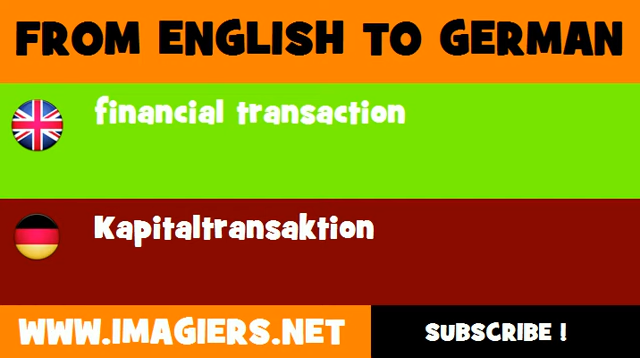 FROM ENGLISH TO GERMAN
financial transaction
Kapitaltransaktion
WWW.IMAGIERS.NET
SUBSCRIBE !